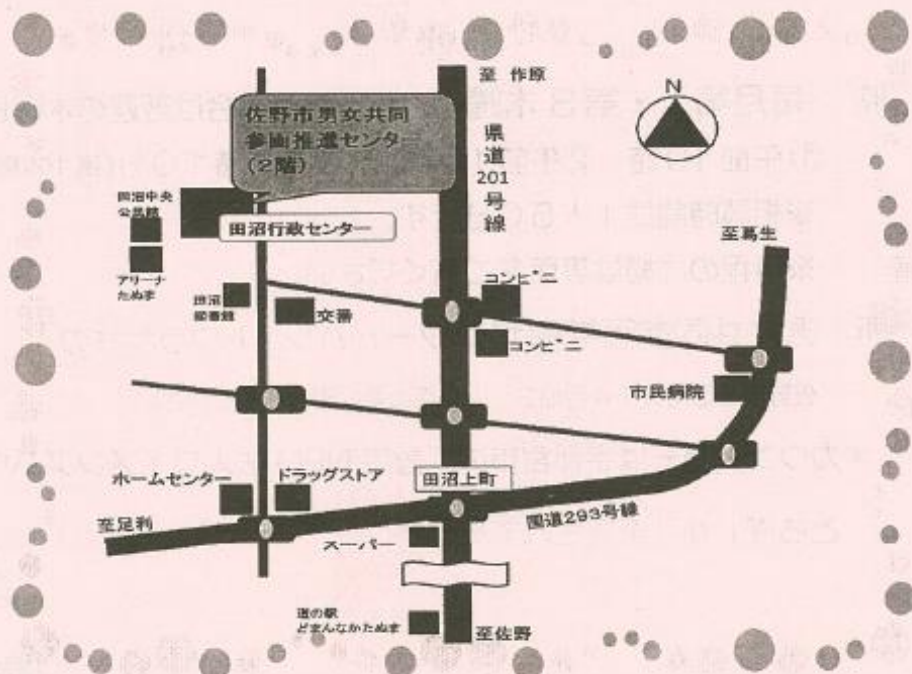 至 作原
N
佐野市男女共同
参画推進センター
(2階)
県道201号線
田沼中央
公民館
田沼行政センター
至葛生
アリーナ
たぬま
コンビニ
田沼
図書館
交番
コンビニ
市民病院
ホームセンター
ドラッグストア
田沼上町
至足利
国道293号線
スーパー
道の駅
どまんなかたぬま
至佐野